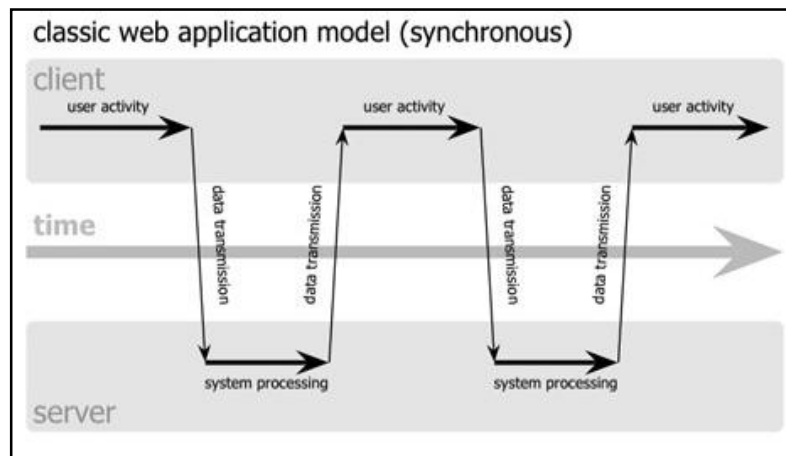 classic web application model (synchronous)
client
user activity
user activity
user activity
data transmission
data transmission
data transmission
data transmission
time
system processing
system processing
server